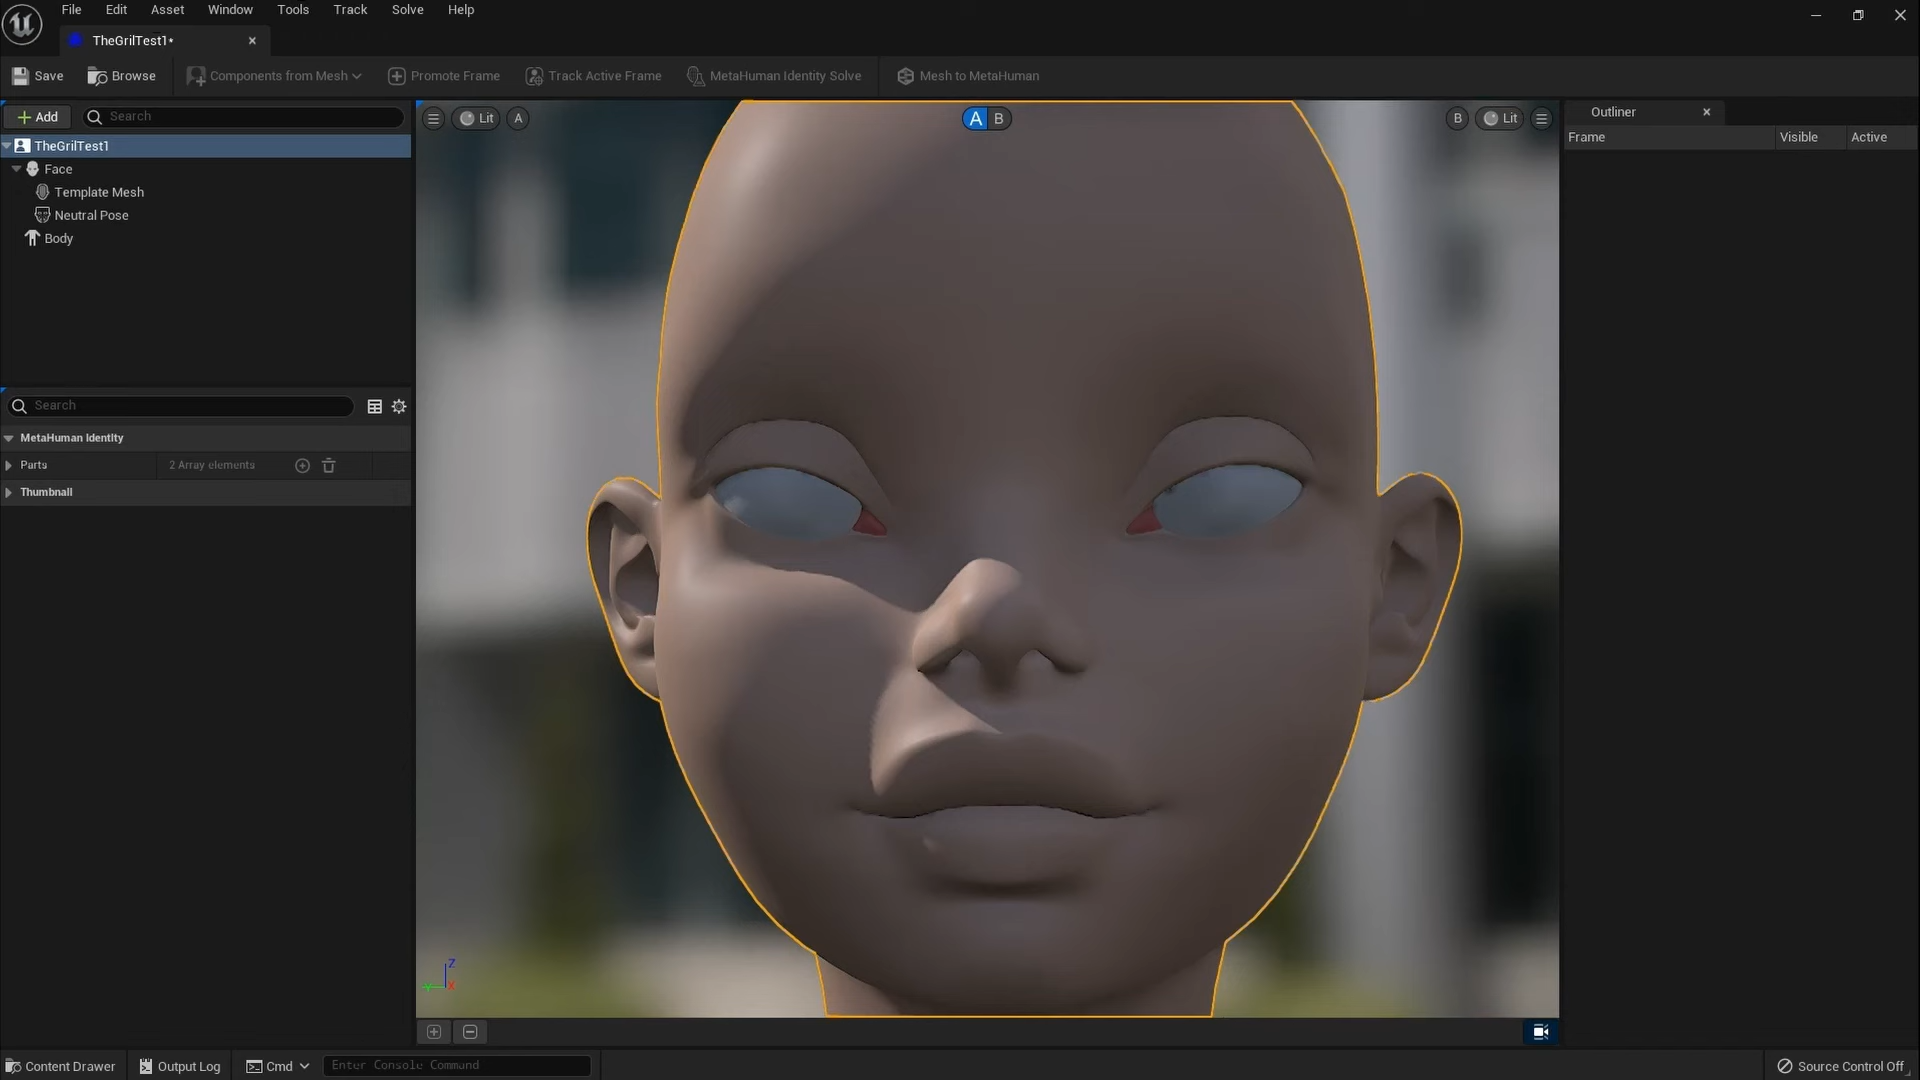 File Edit Asset Window Tools Track Solve Help
TheGrilTest1*
Save Browse Components from Mesh Promote Frame Track Active Frame MetaHuman Identity Solve Mesh to MetaHuman
Add Search
TheGrilTest1
Face
Template Mesh
Neutral Pose
Body
Search
MetaHuman Identity
Parts 2 Array elements
Thumbnail
Lit A
A B
B Lit
Z
Y X
Outliner
Frame Visible Active
Content Drawer Output Log Cmd Enter Console Command Source Control Off